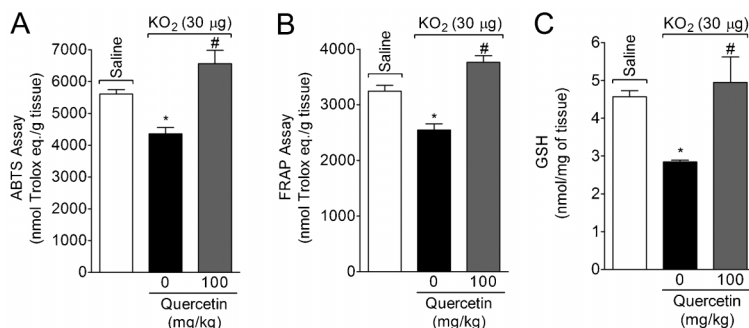 A
KO2 (30 µg)
Saline
#
*
7000
6000
5000
4000
3000
2000
1000
0
ABTS Assay
(nmol Trolox eq./g tissue)
0 100
Quercetin
(mg/kg)
B
KO2 (30 µg)
Saline
#
*
4000
3000
2000
1000
0
FRAP Assay
(nmol Trolox eq./g tissue)
0 100
Quercetin
(mg/kg)
C
KO2 (30 µg)
Saline
#
*
6
5
4
3
2
1
0
GSH
(nmol/mg of tissue)
0 100
Quercetin
(mg/kg)